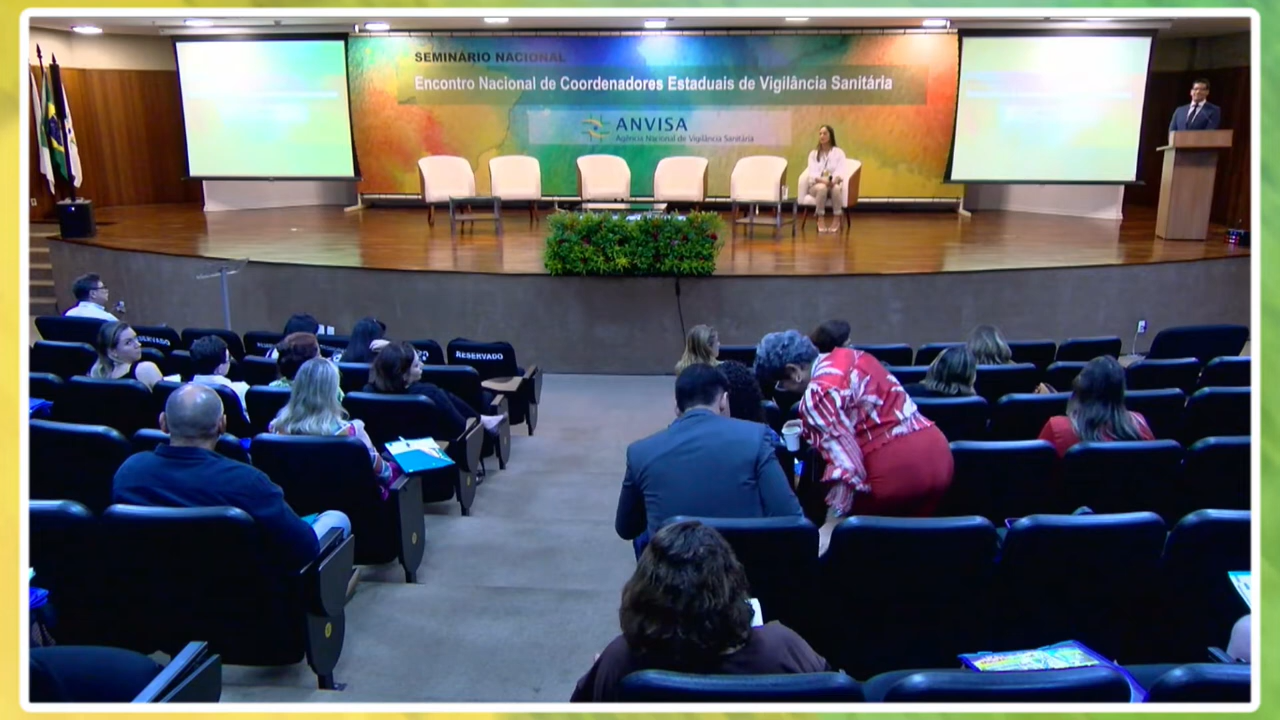 SEMINÁRIO NACIONAL
Encontro Nacional de Coordenadores Estaduais de Vigilância Sanitária
ANVISA
Agência Nacional de Vigilância Sanitária
RESERVADO
RESERVADO